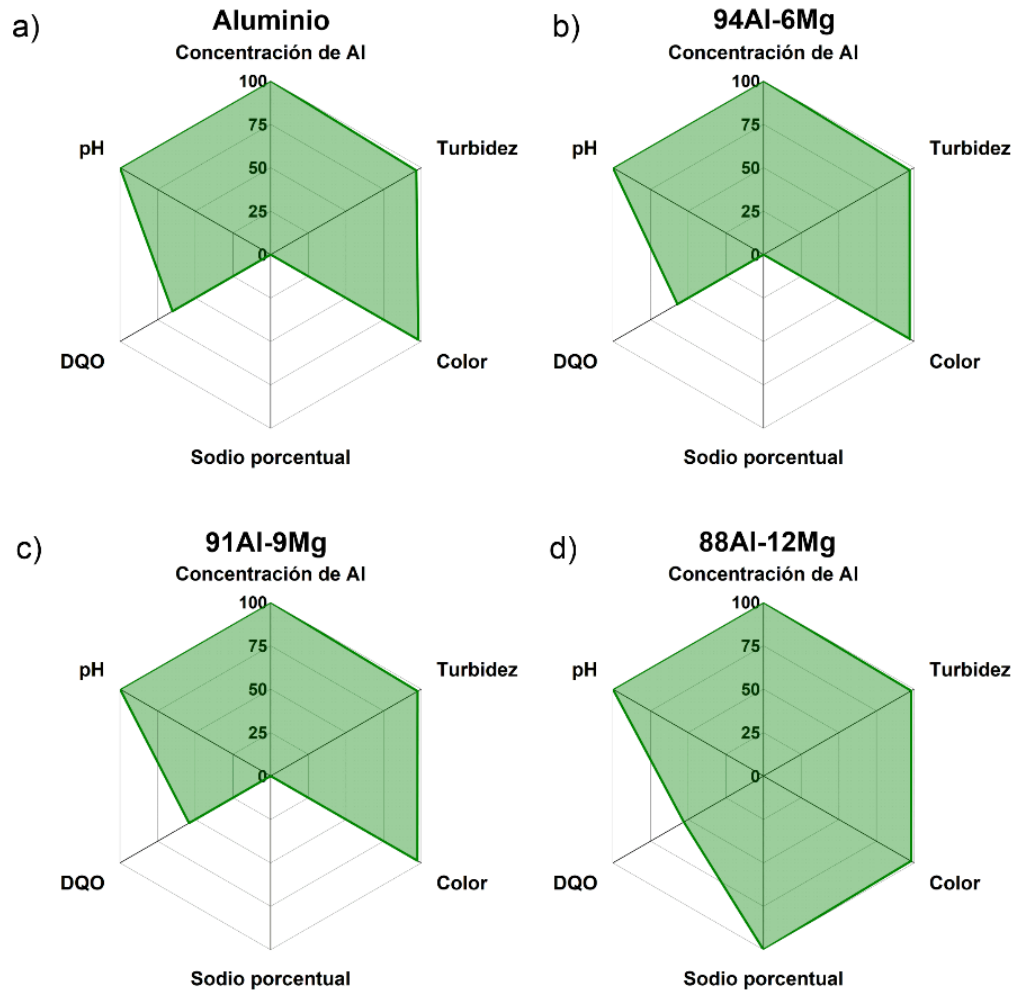 a)
Aluminio
Concentración de Al
100
75
50
25
0
pH
Turbidez
DQO
Color
Sodio porcentual
b)
94Al-6Mg
Concentración de Al
100
75
50
25
0
pH
Turbidez
DQO
Color
Sodio porcentual
c)
91Al-9Mg
Concentración de Al
100
75
50
25
0
pH
Turbidez
DQO
Color
Sodio porcentual
d)
88Al-12Mg
Concentración de Al
100
75
50
25
0
pH
Turbidez
DQO
Color
Sodio porcentual